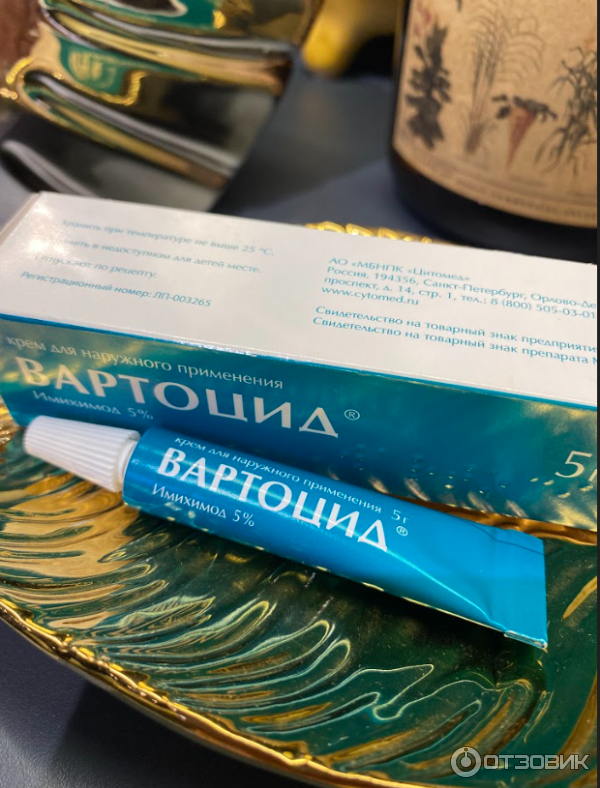 Хранить при температуре не выше 25 °С.
в недоступном для детей месте.
по рецепту.
Регистрационный номер: ЛП-003265
АО «МБНПК «Цитомед»
Россия, 194356, Санкт-Петербург, Орлово-Де
проспект, д. 14, стр. 1, тел.: 8 (800) 505-03-01
www.cytomed.ru
Свидетельство на товарный знак предприяти
Свидетельство на товарный знак препарата
крем для наружного применения
ВАРТОЦИД®
Имихимод 5%
5г
крем для наружного применения 5 г
ВАРТОЦИД®
Имихимод 5%
ОТЗОВИК